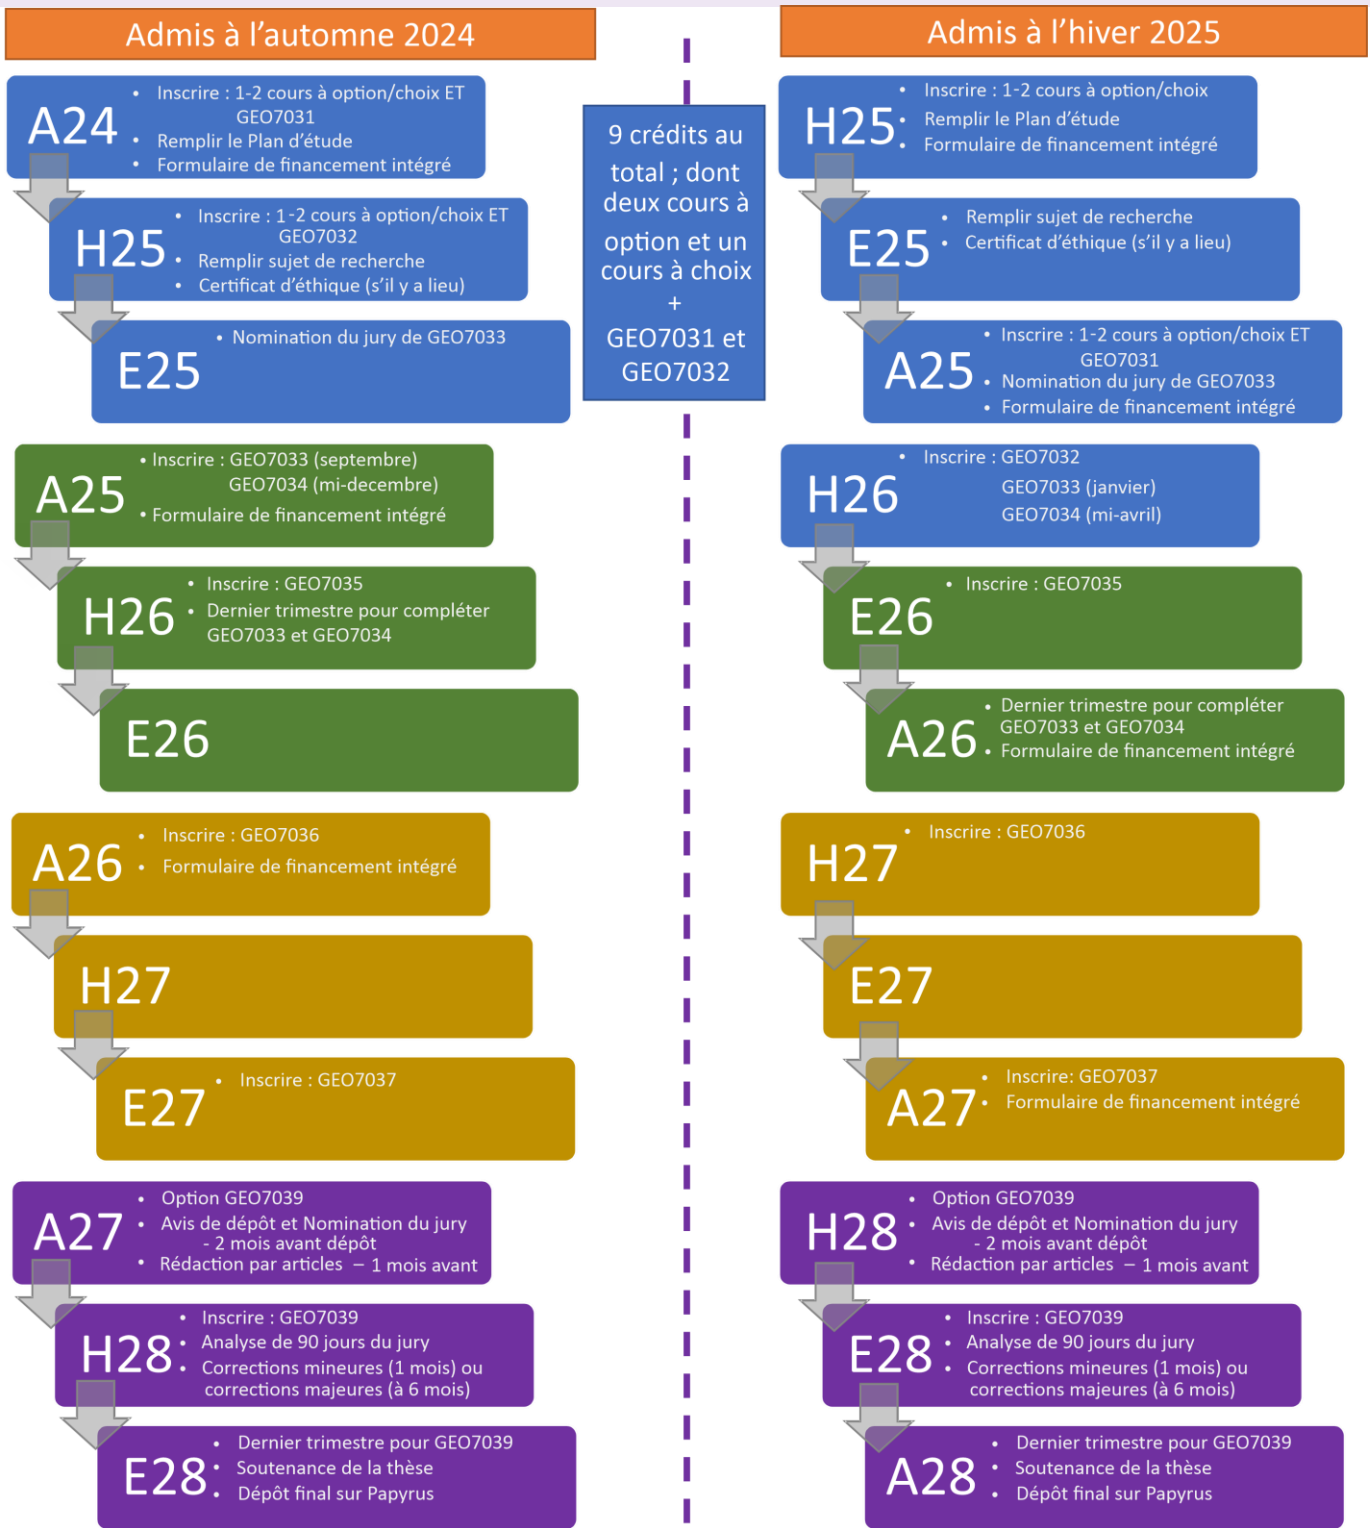 Admis à l'automne 2024
A24
• Inscrire : 1-2 cours à option/choix ET
GEO7031
• Remplir le Plan d'étude
• Formulaire de financement intégré
H25
• Inscrire : 1-2 cours à option/choix ET
GEO7032
• Remplir sujet de recherche
• Certificat d'éthique (s'il y a lieu)
E25
• Nomination du jury de GEO7033
A25
• Inscrire : GEO7033 (septembre)
GEO7034 (mi-decembre)
• Formulaire de financement intégré
H26
• Inscrire : GEO7035
• Dernier trimestre pour compléter
GEO7033 et GEO7034
E26
A26
• Inscrire : GEO7036
• Formulaire de financement intégré
H27
E27
• Inscrire : GEO7037
A27
• Option GEO7039
• Avis de dépôt et Nomination du jury
- 2 mois avant dépôt
• Rédaction par articles – 1 mois avant
H28
• Inscrire : GEO7039
• Analyse de 90 jours du jury
• Corrections mineures (1 mois) ou
corrections majeures (à 6 mois)
E28
• Dernier trimestre pour GEO7039
• Soutenance de la thèse
• Dépôt final sur Papyrus
9 crédits au
total ; dont
deux cours à
option et un
cours à choix
+
GEO7031 et
GEO7032
Admis à l'hiver 2025
H25
• Inscrire : 1-2 cours à option/choix
• Remplir le Plan d'étude
• Formulaire de financement intégré
E25
• Remplir sujet de recherche
• Certificat d'éthique (s'il y a lieu)
A25
• Inscrire : 1-2 cours à option/choix ET
GEO7031
• Nomination du jury de GEO7033
• Formulaire de financement intégré
H26
• Inscrire : GEO7032
GEO7033 (janvier)
GEO7034 (mi-avril)
E26
• Inscrire : GEO7035
A26
• Dernier trimestre pour compléter
GEO7033 et GEO7034
• Formulaire de financement intégré
H27
• Inscrire : GEO7036
E27
A27
• Inscrire: GEO7037
• Formulaire de financement intégré
H28
• Option GEO7039
• Avis de dépôt et Nomination du jury
- 2 mois avant dépôt
• Rédaction par articles – 1 mois avant
E28
• Inscrire : GEO7039
• Analyse de 90 jours du jury
• Corrections mineures (1 mois) ou
corrections majeures (à 6 mois)
A28
• Dernier trimestre pour GEO7039
• Soutenance de la thèse
• Dépôt final sur Papyrus